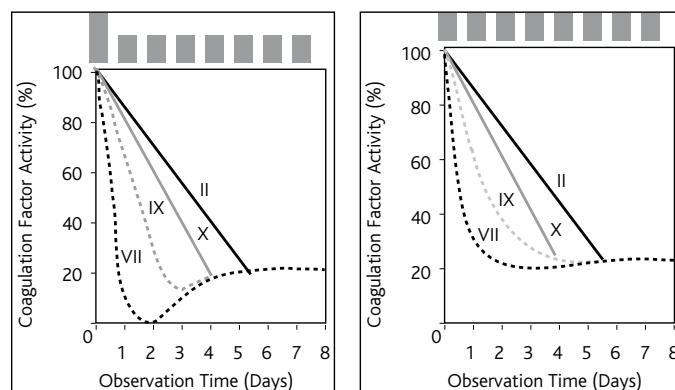 Coagulation Factor Activity (%)
100
80
60
40
20
0
II
IX
X
VII
0 1 2 3 4 5 6 7 8
Observation Time (Days)
Coagulation Factor Activity (%)
100
80
60
40
20
0
II
IX
X
VII
1 2 3 4 5 6 7 8
Observation Time (Days)